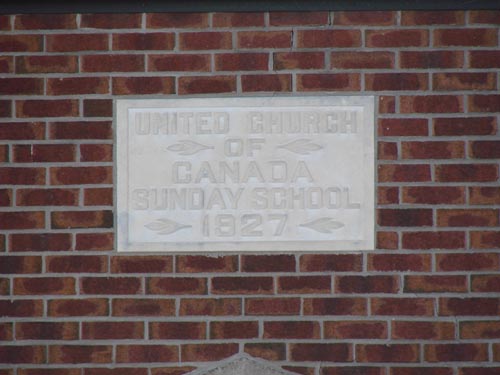 UNITED CHURCH
OF
CANADA
SUNDAY SCHOOL
1927